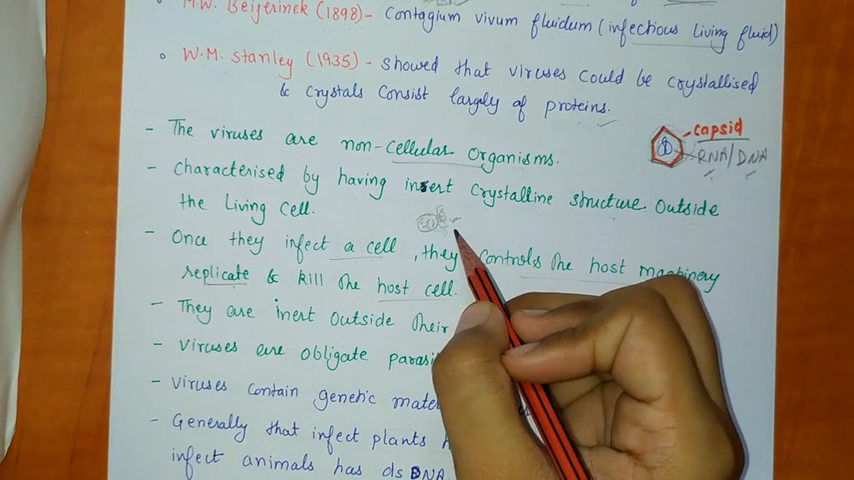 M.W. Beijerinek (1898)- Contagium vivum fluidum (infectious living fluid)
W.M. Stanley (1935) - showed that viruses could be crystallised
& crystals consist largely of proteins.
- The viruses are non-cellular organisms.
capsid
RNA/DNA
- Characterised by having insert crystalline structure outside
the Living cell.
- Once they infect a cell, they controls the host machinery
replicate & kill the host cell.
- They are inert outside their
- Viruses are obligate
- Viruses contain genetic
- Generally that infect plants
infect animals has ds DNA.